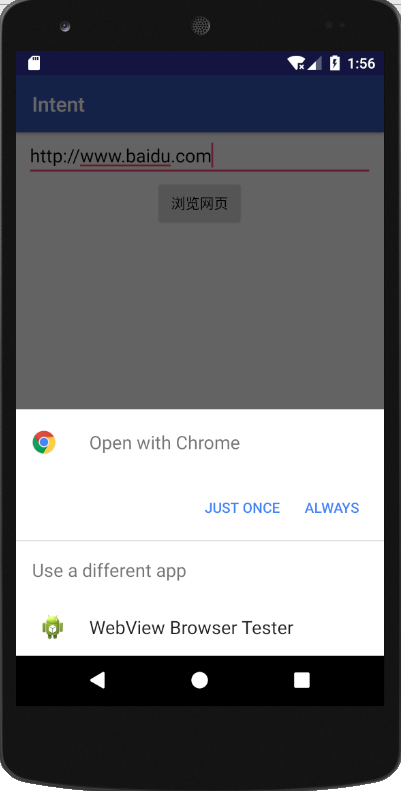 1:56
Intent
http://www.baidu.com
浏览网页
Open with Chrome
JUST ONCE ALWAYS
Use a different app
WebView Browser Tester